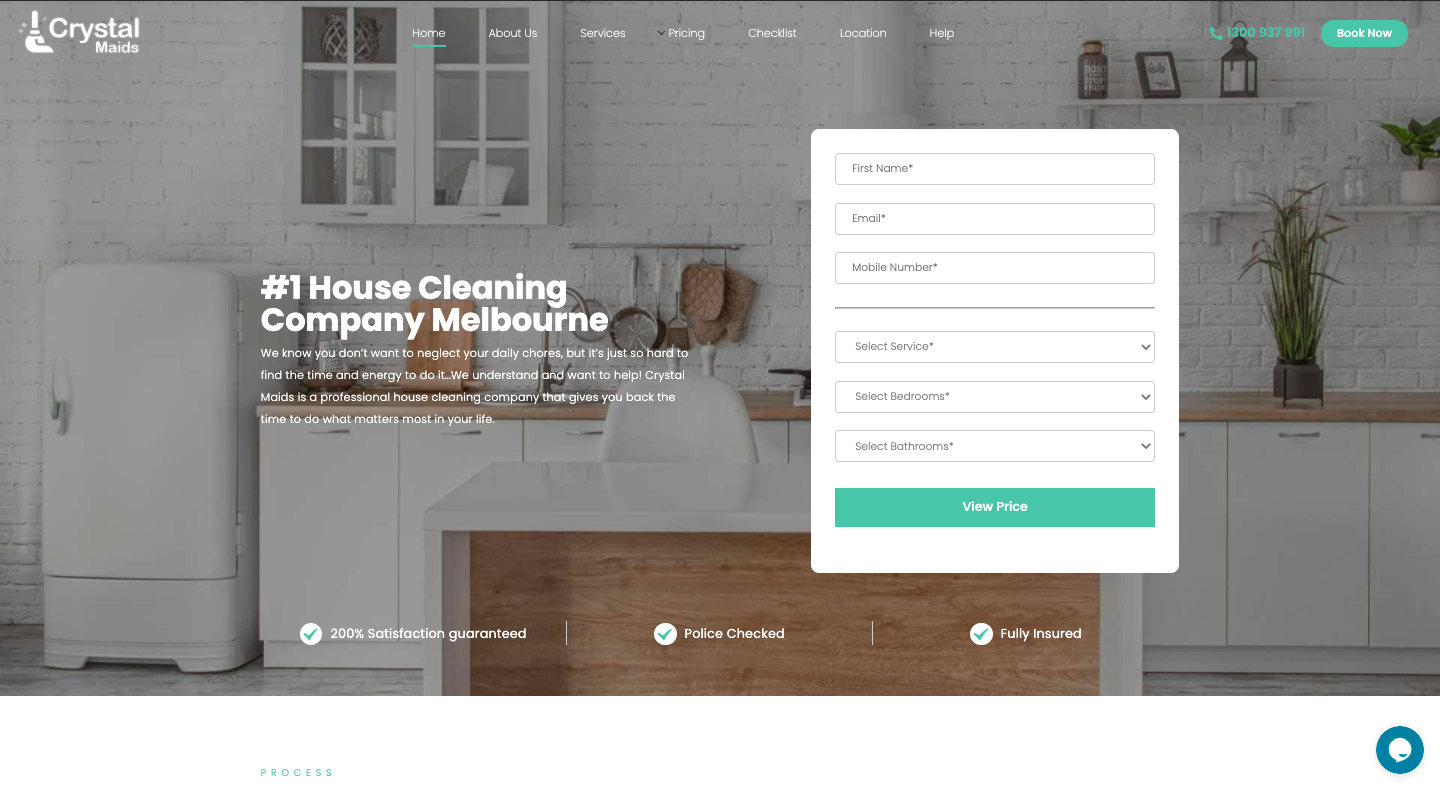 Crystal
Maids
Home
About Us
Services
Pricing
Checklist
Location
Help
1300 937 991
Book Now
First Name*
Email*
Mobile Number*
#1 House Cleaning
Company Melbourne
We know you don't want to neglect your daily chores, but it's just so hard to
find the time and energy to do it...We understand and want to help! Crystal
Maids is a professional house cleaning company that gives you back the
time to do what matters most in your life.
Select Service*
Select Bedrooms*
Select Bathrooms*
View Price
200% Satisfaction guaranteed
Police Checked
Fully Insured
PROCESS